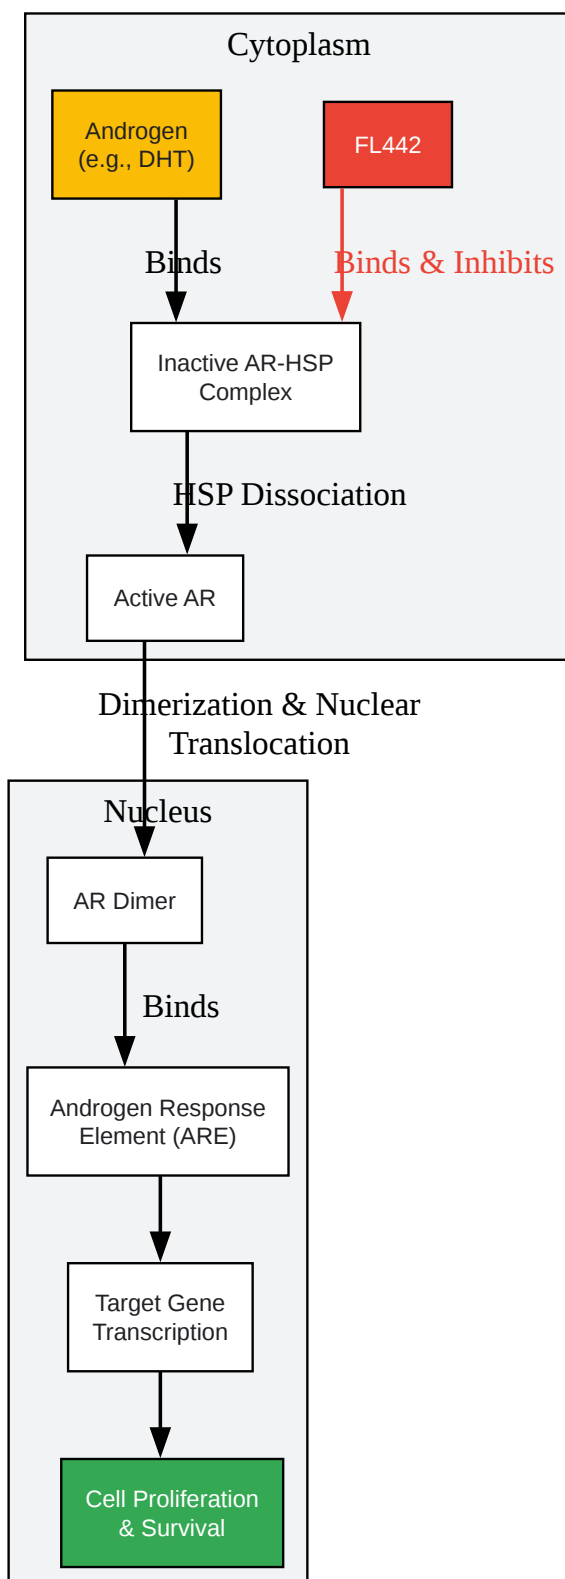 Cytoplasm
Androgen
(e.g., DHT)
FL442
Binds
Binds & Inhibits
Inactive AR-HSP
Complex
HSP Dissociation
Active AR
Dimerization & Nuclear
Translocation
Nucleus
AR Dimer
Binds
Androgen Response
Element (ARE)
Target Gene
Transcription
Cell Proliferation
& Survival